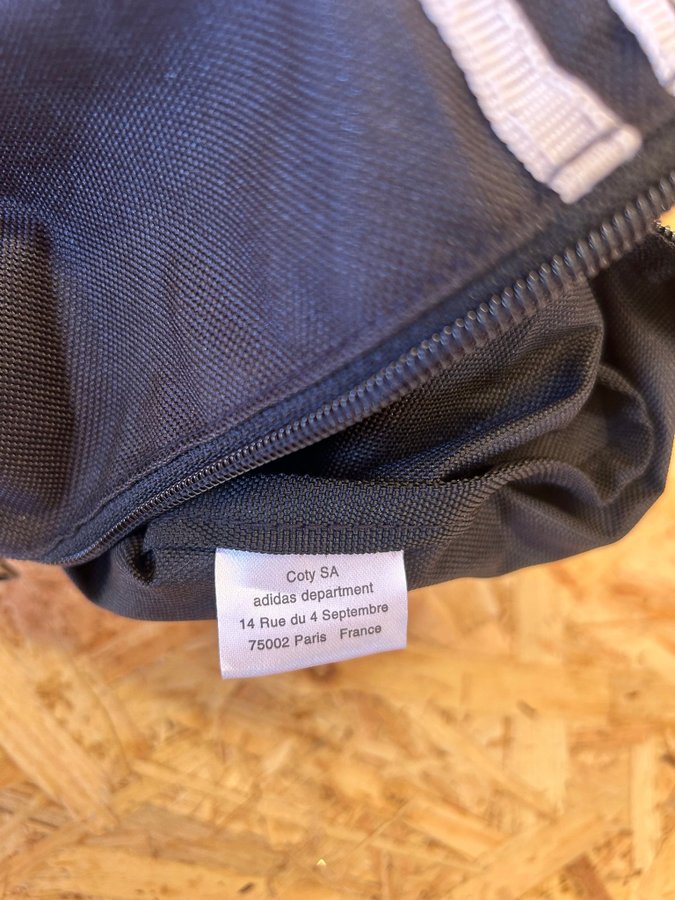 Coty SA
adidas department
14 Rue du 4 Septembre
75002 Paris France